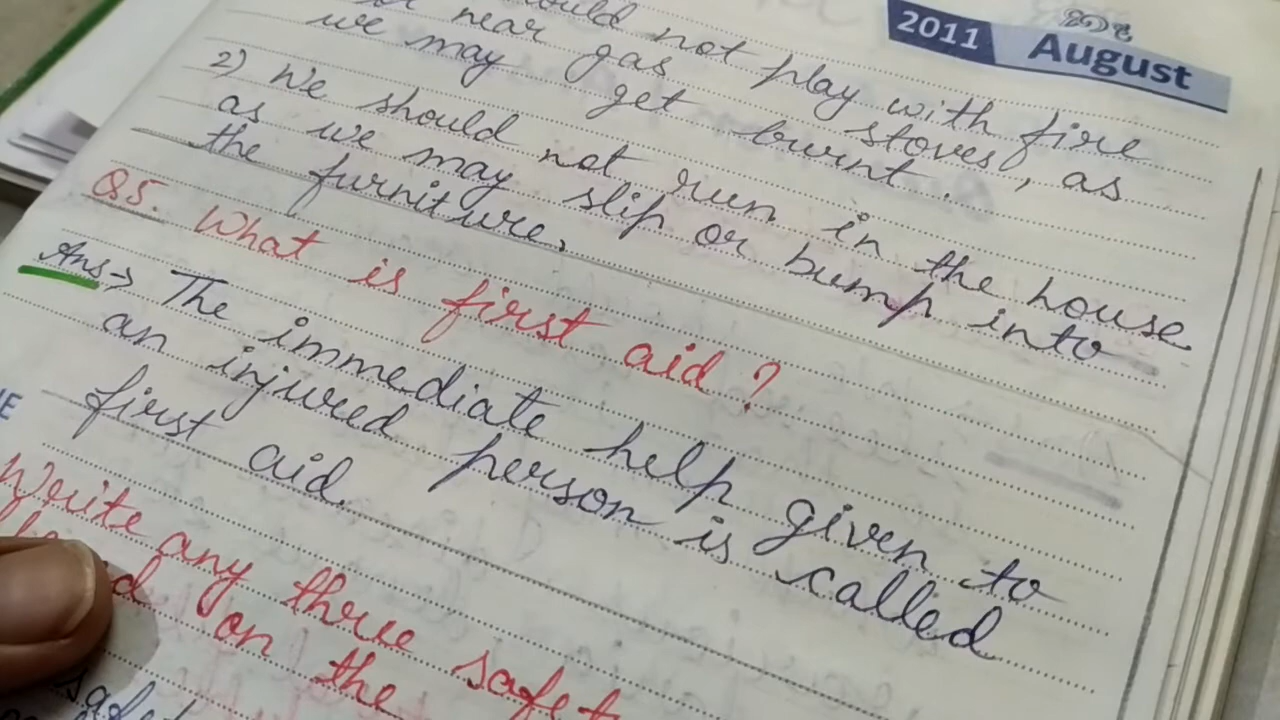 2011 August
not play with fire
near gas stoves, as
we may get burnt.
2) We should not run in the house
as we may slip or bump into
the furniture.
Q5. What is first aid?
Ans→ The immediate help given to
an injured person is called
first aid.
Write any three
on the